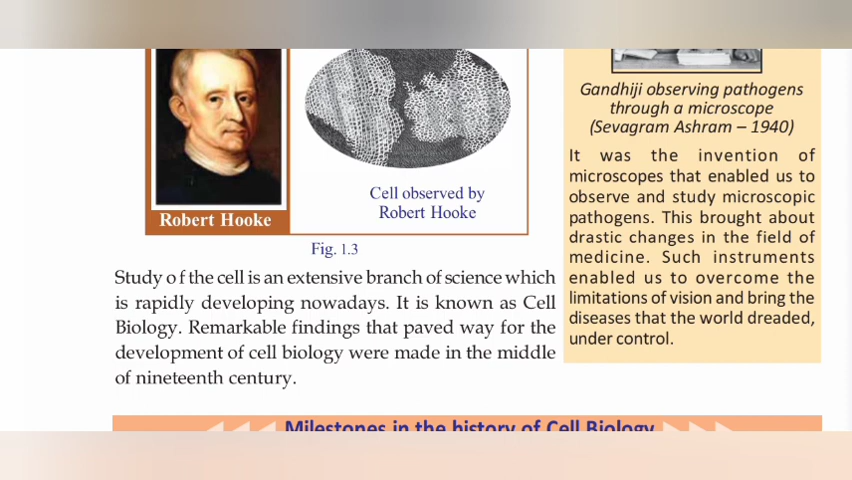 Robert Hooke
Cell observed by
Robert Hooke
Fig. 1.3
Study o f the cell is an extensive branch of science which
is rapidly developing nowadays. It is known as Cell
Biology. Remarkable findings that paved way for the
development of cell biology were made in the middle
of nineteenth century.
Gandhiji observing pathogens
through a microscope
(Sevagram Ashram – 1940)
It was the invention of
microscopes that enabled us to
observe and study microscopic
pathogens. This brought about
drastic changes in the field of
medicine. Such instruments
enabled us to overcome the
limitations of vision and bring the
diseases that the world dreaded,
under control.
Milestones in the history of Cell Biology